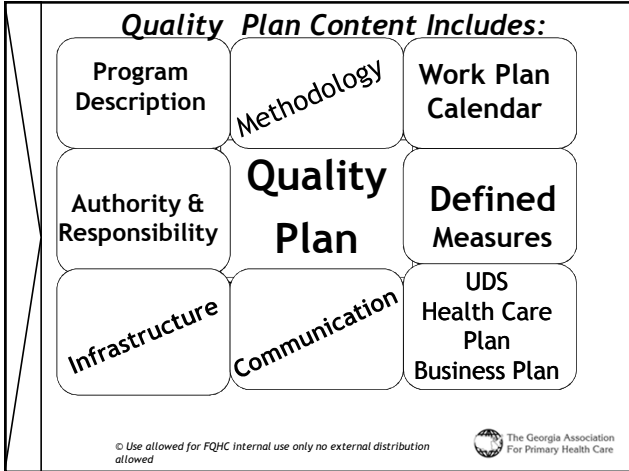 Quality Plan Content Includes:
Program
Description
Methodology
Work Plan
Calendar
Authority &
Responsibility
Quality
Plan
Defined
Measures
Infrastructure
Communication
UDS
Health Care
Plan
Business Plan
© Use allowed for FQHC internal use only no external distribution
allowed
The Georgia Association
For Primary Health Care